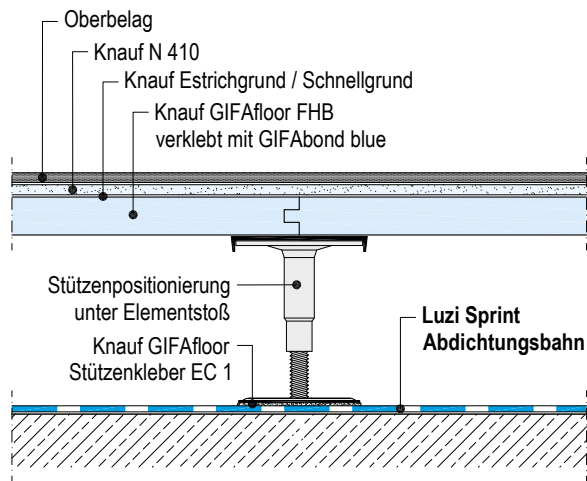 Oberbelag
Knauf N 410
Knauf Estrichgrund / Schnellgrund
Knauf GIFAfloor FHB
verklebt mit GIFAbond blue
Stützenpositionierung
unter Elementstoß
Knauf GIFAfloor
Stützenkleber EC 1
Luzi Sprint
Abdichtungsbahn